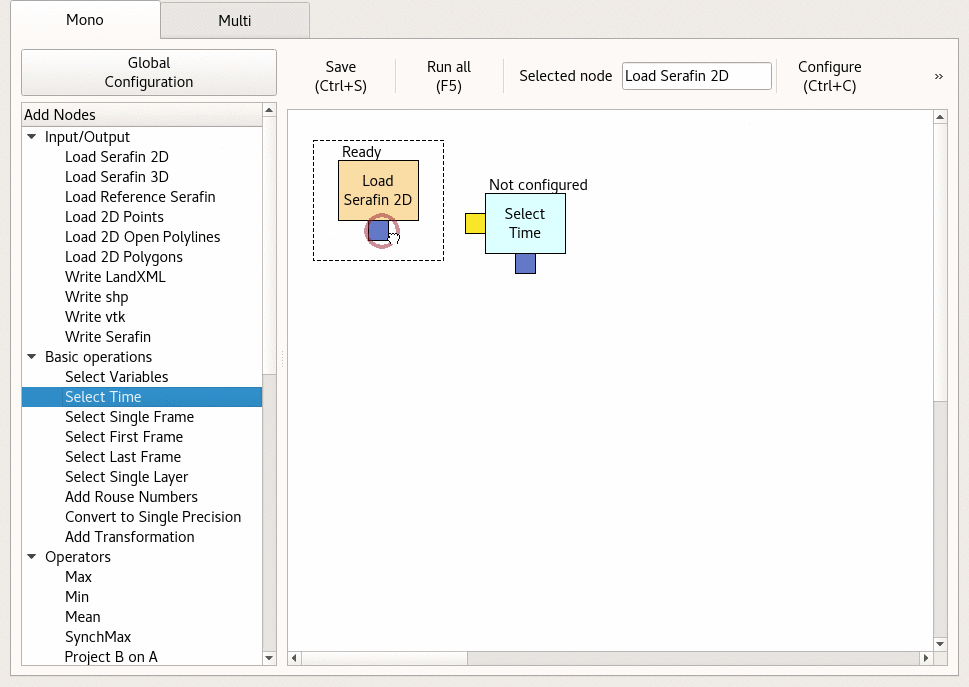 Mono
Multi
Global
Configuration
Save
(Ctrl+S)
Run all
(F5)
Selected node
Load Serafin 2D
Configure
(Ctrl+C)
»
Add Nodes
Input/Output
Load Serafin 2D
Load Serafin 3D
Load Reference Serafin
Load 2D Points
Load 2D Open Polylines
Load 2D Polygons
Write LandXML
Write shp
Write vtk
Write Serafin
Basic operations
Select Variables
Select Time
Select Single Frame
Select First Frame
Select Last Frame
Select Single Layer
Add Rouse Numbers
Convert to Single Precision
Add Transformation
Operators
Max
Min
Mean
SynchMax
Project B on A
Ready
Load
Serafin 2D
Not configured
Select
Time